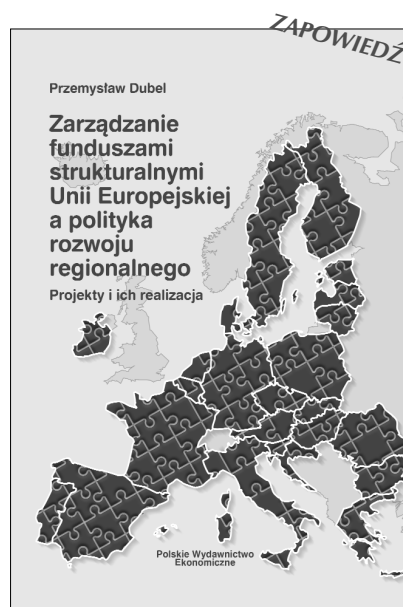 ZAPOWIEDŹ
Przemysław Dubel
Zarządzanie
funduszami
strukturalnymi
Unii Europejskiej
a polityka
rozwoju
regionalnego
Projekty i ich realizacja
Polskie Wydawnictwo
Ekonomiczne